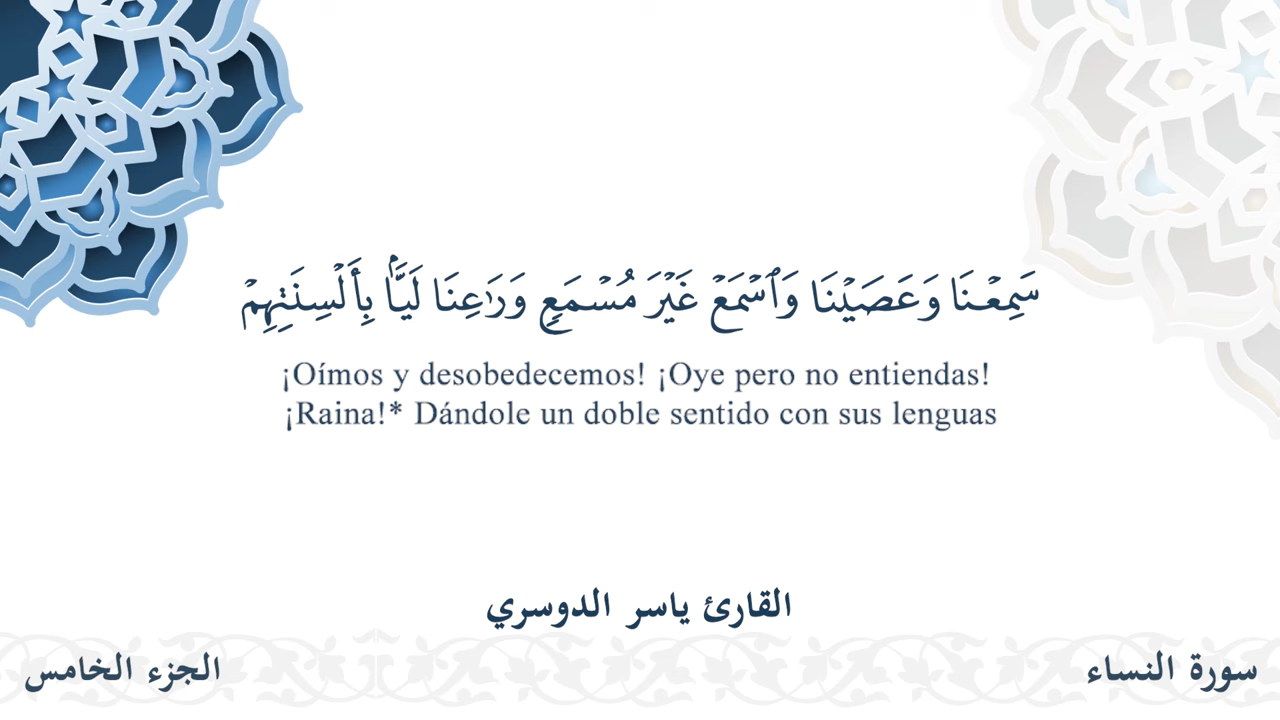 سَمِعۡنَا وَعَصَيۡنَا وَٱسۡمَعۡ غَيۡرَ مُسۡمَعٖ وَرَٰعِنَا لَيَّۢا بِأَلۡسِنَتِهِمۡ
¡Oímos y desobedecemos! ¡Oye pero no entiendas!
¡Raina!* Dándole un doble sentido con sus lenguas
القارئ ياسر الدوسري
سورة النساء
الجزء الخامس